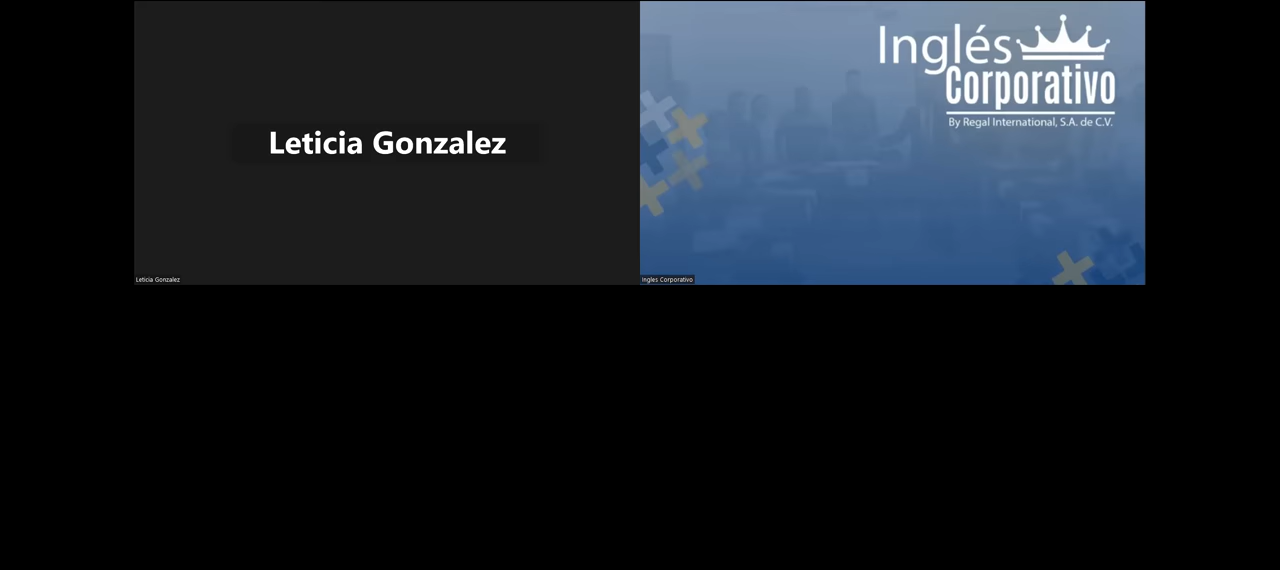 Leticia Gonzalez
Leticia Gonzalez
Inglés
Corporativo
By Regal International, S.A. de C.V.
Ingles Corporativo